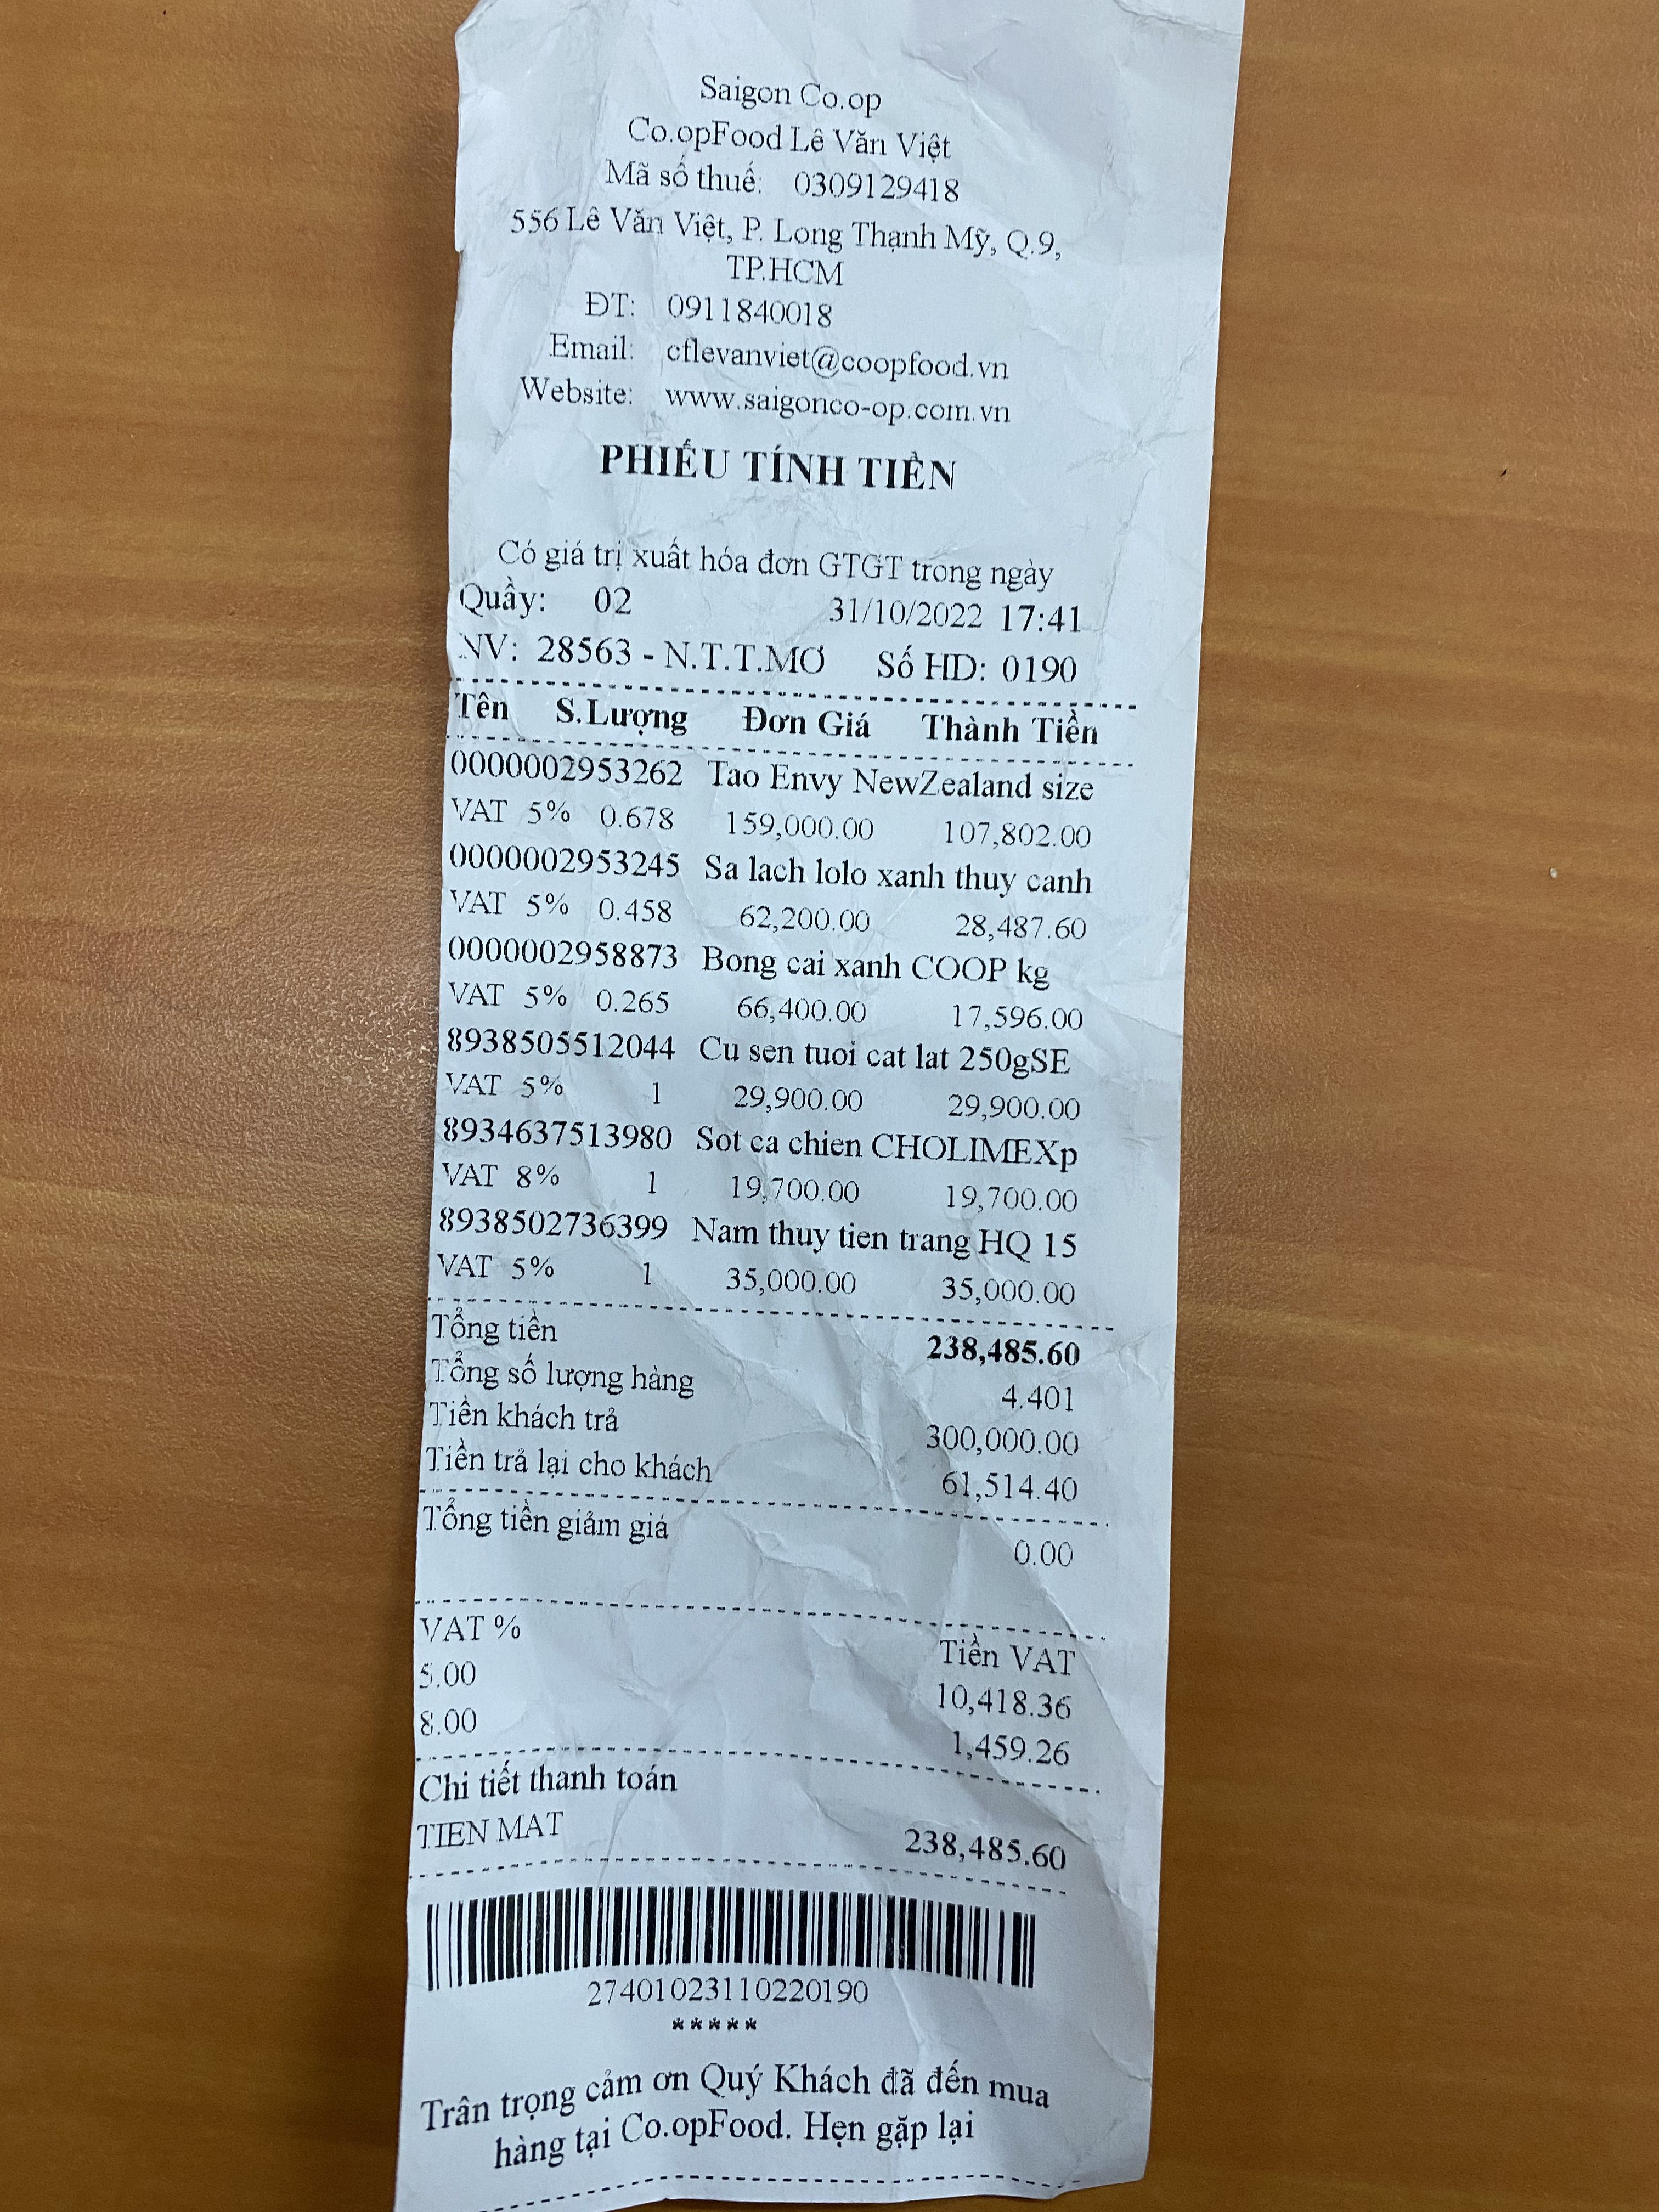 Saigon Co.op
Co.opFood Lê Văn Việt
Mã số thuế: 0309129418
556 Lê Văn Việt, P. Long Thạnh Mỹ, Q.9,
TP.HCM
ĐT: 0911840018
Email: cflevanviet@coopfood.vn
Website: www.saigonco-op.com.vn
PHIẾU TÍNH TIỀN
Có giá trị xuất hóa đơn GTGT trong ngày
Quầy: 02 31/10/2022 17:41
NV: 28563 - N.T.T.MƠ Số HD: 0190
Tên S.Lượng Đơn Giá Thành Tiền
0000002953262 Tao Envy NewZealand size
VAT 5% 0.678 159,000.00 107,802.00
0000002953245 Sa lach lolo xanh thuy canh
VAT 5% 0.458 62,200.00 28,487.60
0000002958873 Bong cai xanh COOP kg
VAT 5% 0.265 66,400.00 17,596.00
8938505512044 Cu sen tuoi cat lat 250gSE
VAT 5% 1 29,900.00 29,900.00
8934637513980 Sot ca chien CHOLIMEXp
VAT 8% 1 19,700.00 19,700.00
8938502736399 Nam thuy tien trang HQ 15
VAT 5% 1 35,000.00 35,000.00
Tổng tiền 238,485.60
Tổng số lượng hàng 4.401
Tiền khách trả 300,000.00
Tiền trả lại cho khách 61,514.40
Tổng tiền giảm giá 0.00
VAT % Tiền VAT
5.00 10,418.36
8.00 1,459.26
Chi tiết thanh toán
TIEN MAT 238,485.60
27401023110220190
*****
Trân trọng cảm ơn Quý Khách đã đến mua
hàng tại Co.opFood. Hẹn gặp lại